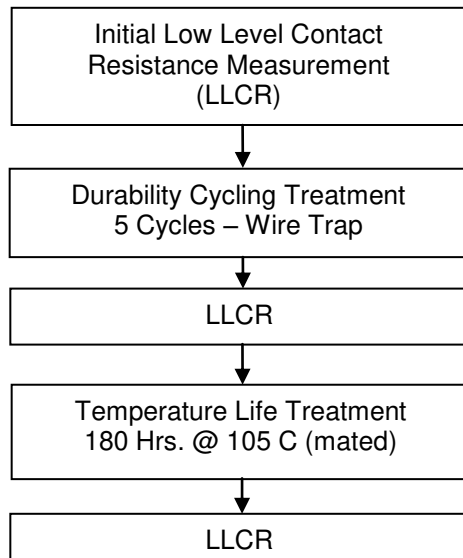 Initial Low Level Contact
Resistance Measurement
(LLCR)
Durability Cycling Treatment
5 Cycles – Wire Trap
LLCR
Temperature Life Treatment
180 Hrs. @ 105 C (mated)
LLCR